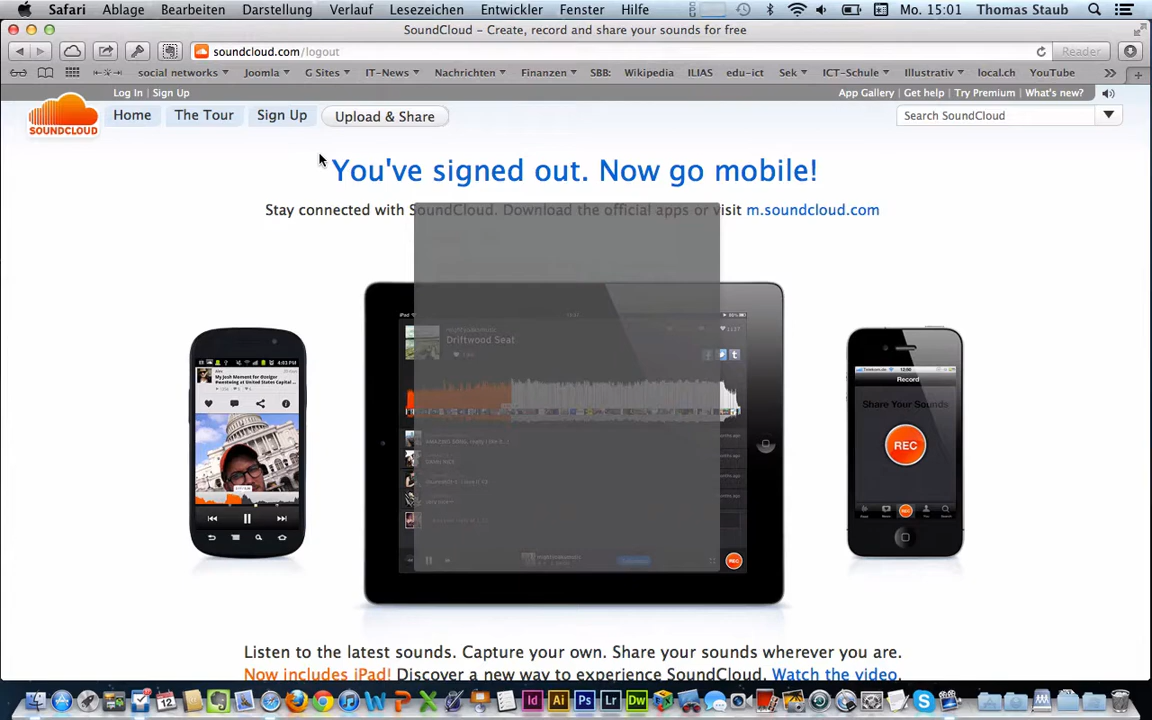 Safari Ablage Bearbeiten Darstellung Verlauf Lesezeichen Entwickler Fenster Hilfe Mo. 15:01 Thomas Staub
SoundCloud – Create, record and share your sounds for free
soundcloud.com/logout Reader
social networks Joomla G Sites IT-News Nachrichten Finanzen SBB: Wikipedia ILIAS edu-ict Sek ICT-Schule Illustrativ local.ch YouTube
Log In | Sign Up App Gallery | Get help | Try Premium | What's new?
SOUNDCLOUD Home The Tour Sign Up Upload & Share Search SoundCloud
You've signed out. Now go mobile!
Stay connected with SoundCloud. Download the official apps or visit m.soundcloud.com
Driftwood Seat
4:03 PM
Record
Share Your Sounds
REC
REC
Listen to the latest sounds. Capture your own. Share your sounds wherever you are.
Now includes iPad! Discover a new way to experience SoundCloud. Watch the video.